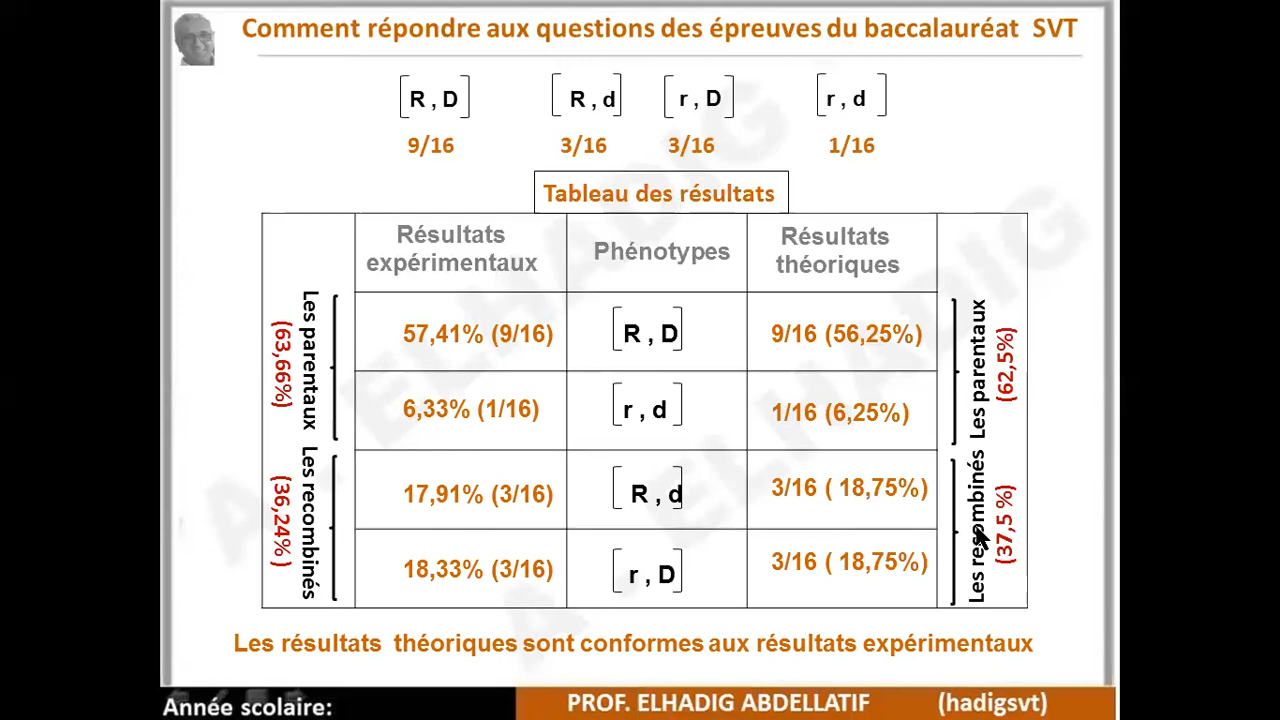 Comment répondre aux questions des épreuves du baccalauréat SVT
R , D R , d r , D r , d
9/16 3/16 3/16 1/16
Tableau des résultats
Résultats expérimentaux Phénotypes Résultats théoriques
Les parentaux
(63,66%)
57,41% (9/16) R , D 9/16 (56,25%)
6,33% (1/16) r , d 1/16 (6,25%)
Les parentaux
(62,5%)
Les recombinés
(36,24% )
17,91% (3/16) R , d 3/16 ( 18,75%)
18,33% (3/16) r , D 3/16 ( 18,75%)
Les recombinés
(37,5 %)
Les résultats théoriques sont conformes aux résultats expérimentaux
Année scolaire: PROF. ELHADIG ABDELLATIF (hadigsvt)
A - ELHADIG
A - ELHADIG